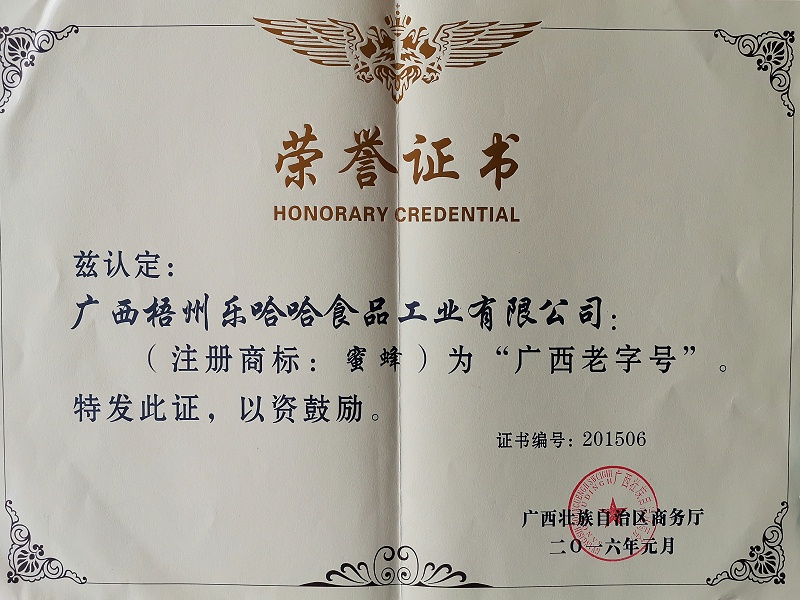 荣誉证书
HONORARY CREDENTIAL
兹认定：
广西梧州乐哈哈食品工业有限公司：
（注册商标：蜜蜂）为“广西老字号”。
特发此证，以资鼓励。
证书编号：201506
广西壮族自治区商务厅
二〇一六年元月